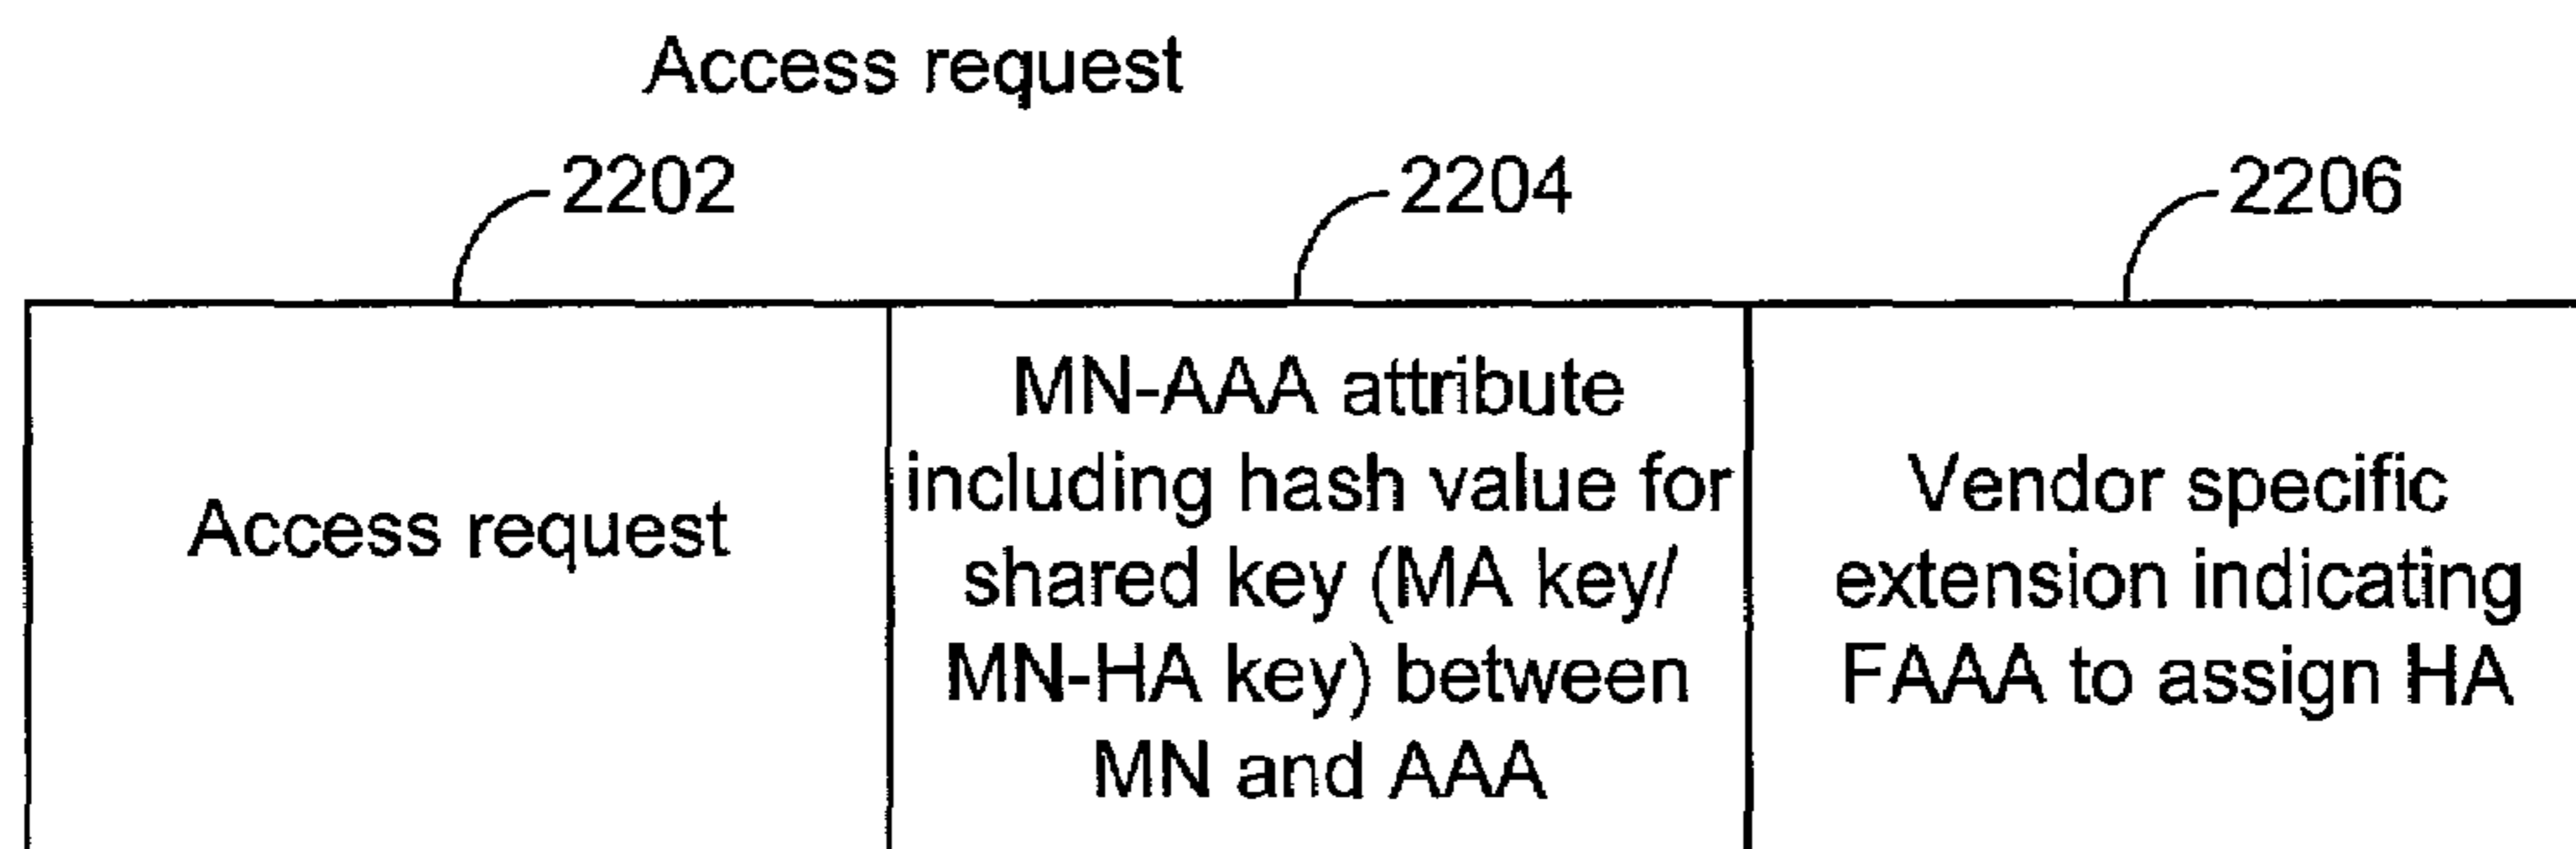 Access request
2202
2204
2206
Access request
MN-AAA attribute
including hash value for
shared key (MA key/
MN-HA key) between
MN and AAA
Vendor specific
extension indicating
FAAA to assign HA